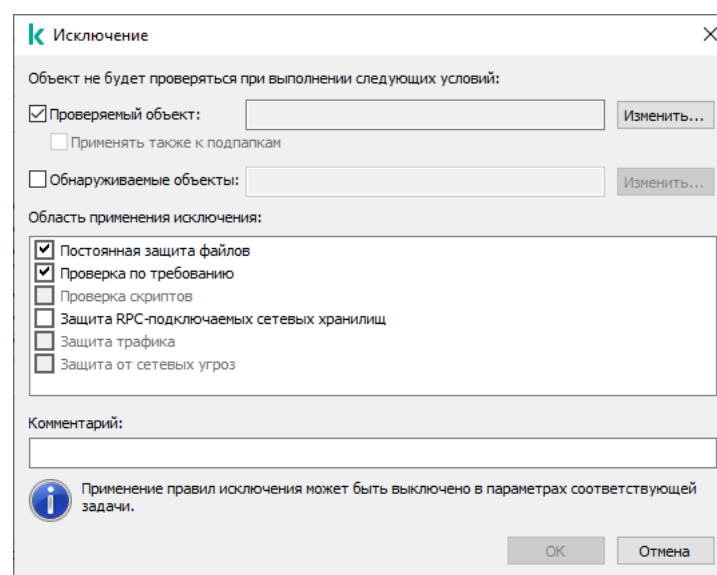 Исключение
Объект не будет проверяться при выполнении следующих условий:
Проверяемый объект: Изменить...
Применять также к подпапкам
Обнаруживаемые объекты: Изменить...
Область применения исключения:
Постоянная защита файлов
Проверка по требованию
Проверка скриптов
Защита RPC-подключаемых сетевых хранилищ
Защита трафика
Защита от сетевых угроз
Комментарий:
Применение правил исключения может быть выключено в параметрах соответствующей
задачи.
OK Отмена